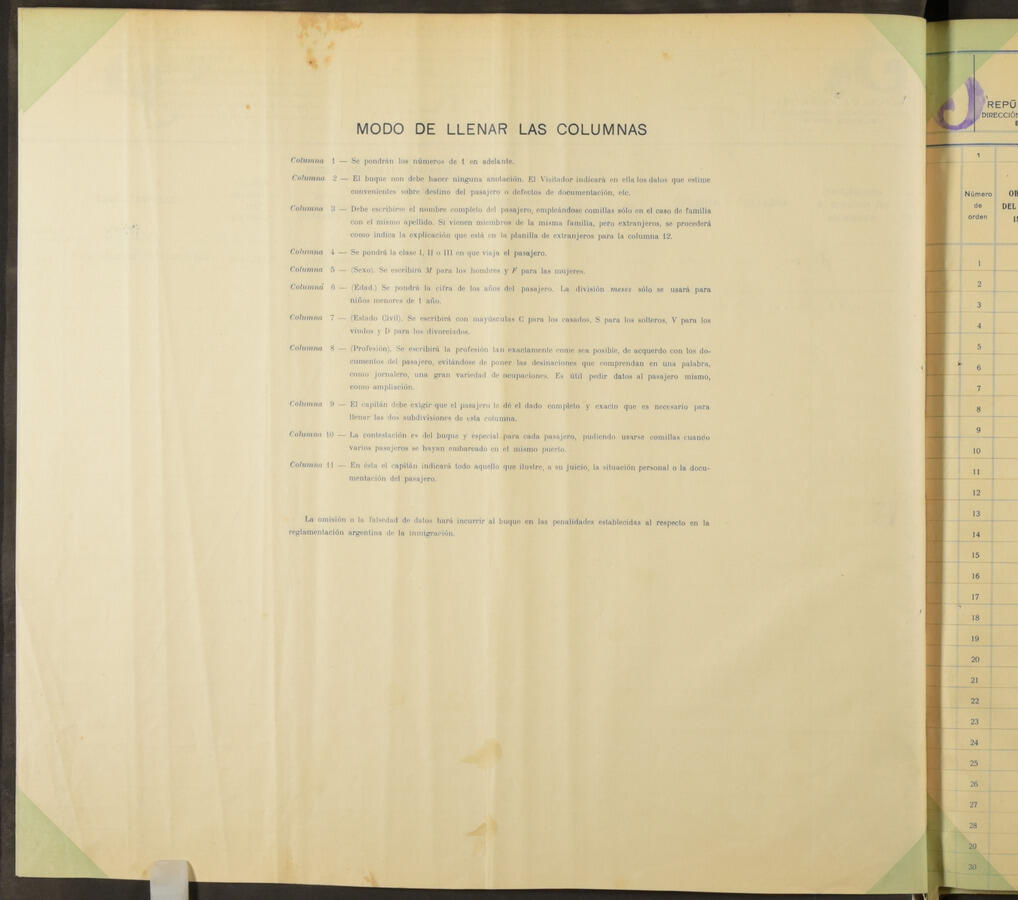 MODO DE LLENAR LAS COLUMNAS
Columna 1 — Se pondrán los números de 1 en adelante.
Columna 2 — El buque non debe hacer ninguna anotación. El Visitador indicará en ella los datos que estime
convenientes sobre destino del pasajero o defectos de documentación, etc.
Columna 3 — Debe escribirse el nombre completo del pasajero, empleándose comillas sólo en el caso de familia
con el mismo apellido. Si vienen miembros de la misma familia, pero extranjeros, se procederá
como indica la explicación que está en la planilla de extranjeros para la columna 12.
Columna 4 — Se pondrá la clase I, II o III en que viaja el pasajero.
Columna 5 — (Sexo). Se escribirá M para los hombres y F para las mujeres.
Columna 6 — (Edad.) Se pondrá la cifra de los años del pasajero. La división meses sólo se usará para
niños menores de 1 año.
Columna 7 — (Estado Civil). Se escribirá con mayúsculas C para los casados, S para los solteros, V para los
viudos y D para los divorciados.
Columna 8 — (Profesión). Se escribirá la profesión tan exactamente como sea posible, de acuerdo con los do-
cumentos del pasajero, evitándose de poner las desinaciones que comprendan en una palabra,
como jornalero, una gran variedad de ocupaciones. Es útil pedir datos al pasajero mismo,
como ampliación.
Columna 9 — El capitán debe exigir que el pasajero le dé el dado completo y exacto que es necesario para
llenar las dos subdivisiones de esta columna.
Columna 10 — La contestación es del buque y especial para cada pasajero, pudiendo usarse comillas cuando
varios pasajeros se hayan embarcado en el mismo puerto.
Columna 11 — En ésta el capitán indicará todo aquello que ilustre, a su juicio, la situación personal o la docu-
mentación del pasajero.
La omisión o la falsedad de datos hará incurrir al buque en las penalidades establecidas al respecto en la
reglamentación argentina de la inmigración.
REPÚ
DIRECCIÓN
1
Número
de
orden
OB
DEL
1
2
3
4
5
6
7
8
9
10
11
12
13
14
15
16
17
18
19
20
21
22
23
24
25
26
27
28
29
30